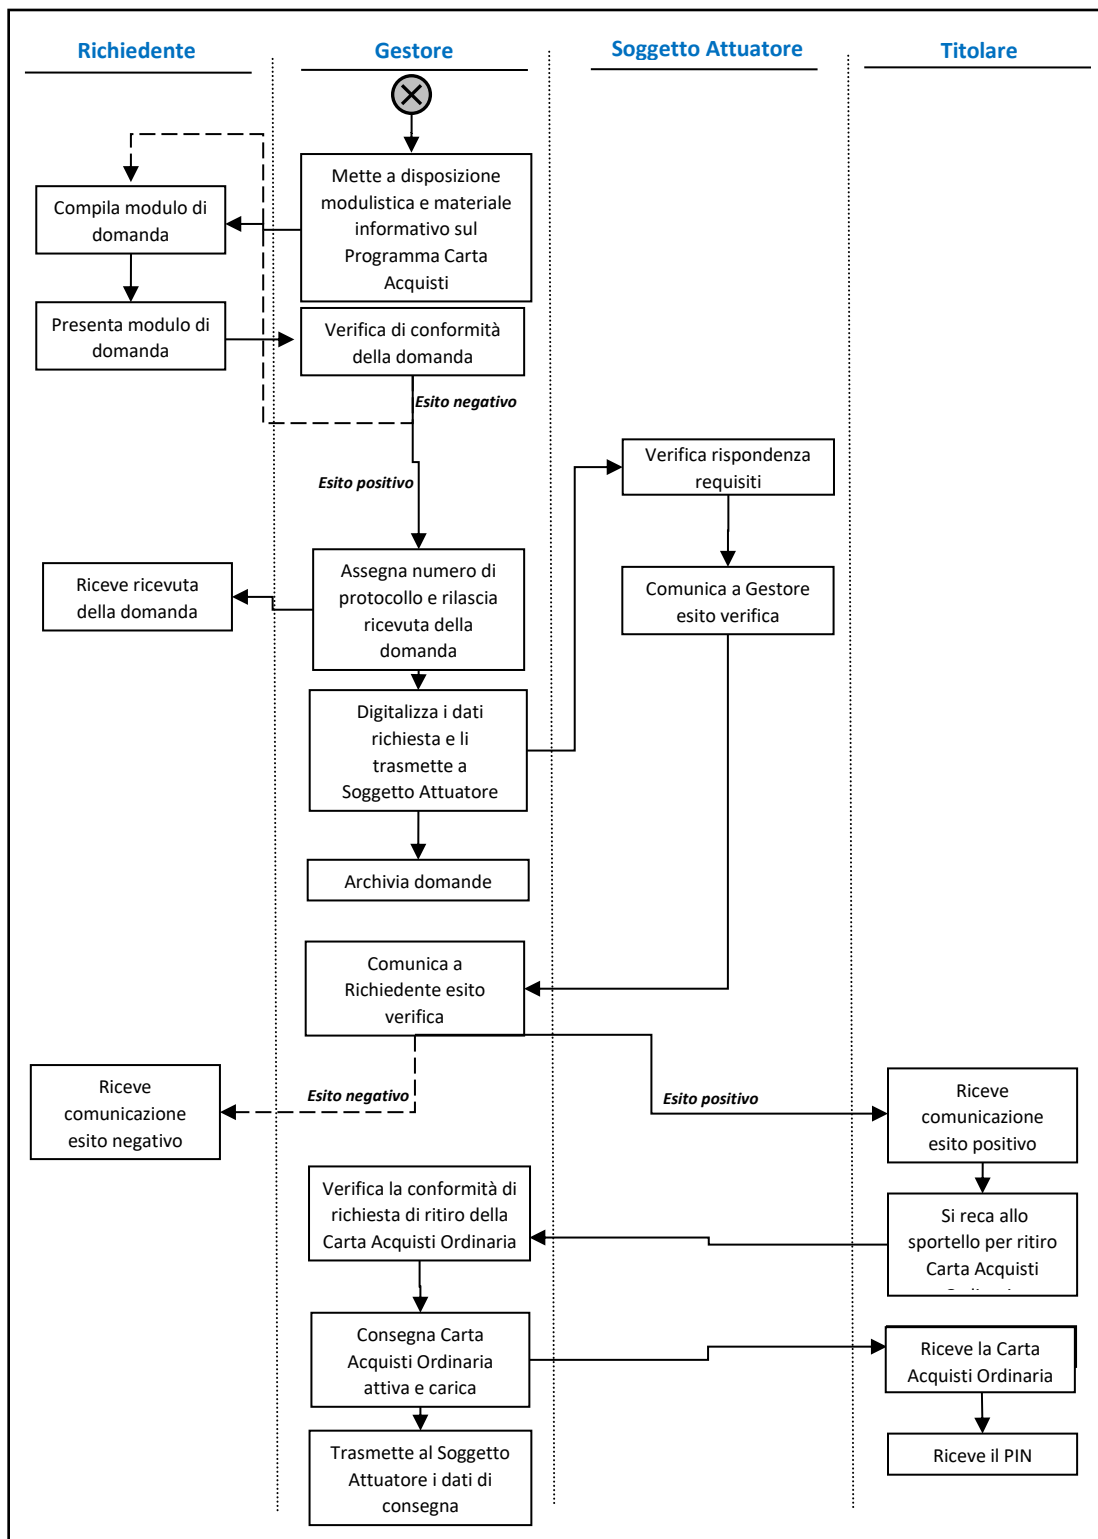 Richiedente
Gestore
Soggetto Attuatore
Titolare
Mette a disposizione
modulistica e materiale
informativo sul
Programma Carta
Acquisti
Compila modulo di
domanda
Presenta modulo di
domanda
Verifica di conformità
della domanda
Esito negativo
Esito positivo
Verifica rispondenza
requisiti
Comunica a Gestore
esito verifica
Assegna numero di
protocollo e rilascia
ricevuta della
domanda
Riceve ricevuta
della domanda
Digitalizza i dati
richiesta e li
trasmette a
Soggetto Attuatore
Archivia domande
Comunica a
Richiedente esito
verifica
Esito negativo
Esito positivo
Riceve
comunicazione
esito negativo
Riceve
comunicazione
esito positivo
Verifica la conformità di
richiesta di ritiro della
Carta Acquisti Ordinaria
Si reca allo
sportello per ritiro
Carta Acquisti
Consegna Carta
Acquisti Ordinaria
attiva e carica
Riceve la Carta
Acquisti Ordinaria
Trasmette al Soggetto
Attuatore i dati di
consegna
Riceve il PIN